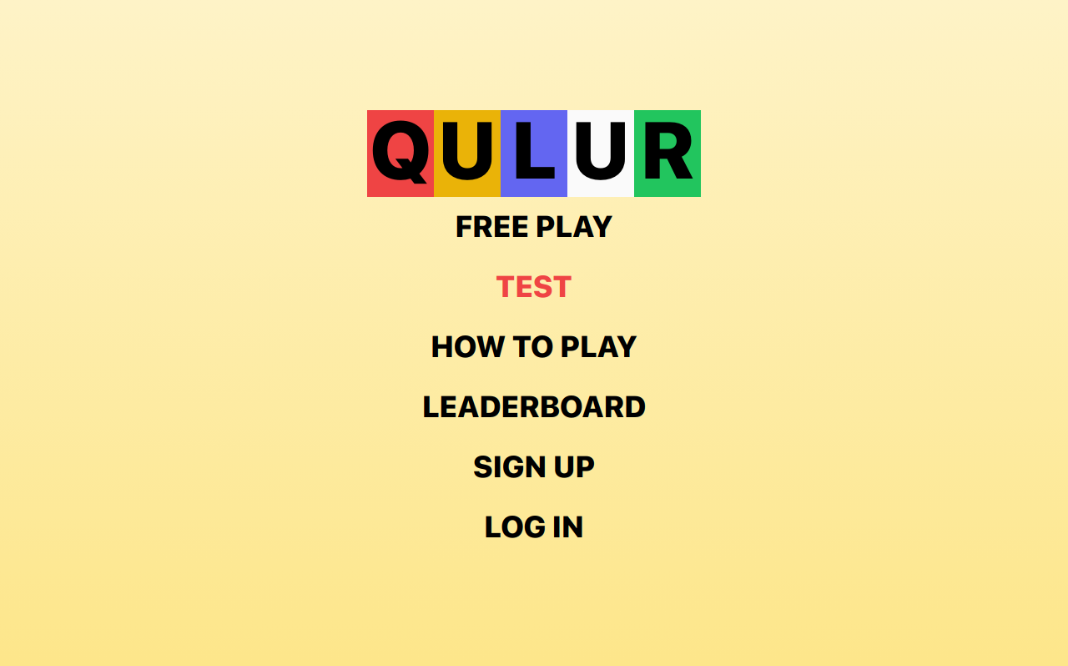 QULUR
FREE PLAY
TEST
HOW TO PLAY
LEADERBOARD
SIGN UP
LOG IN